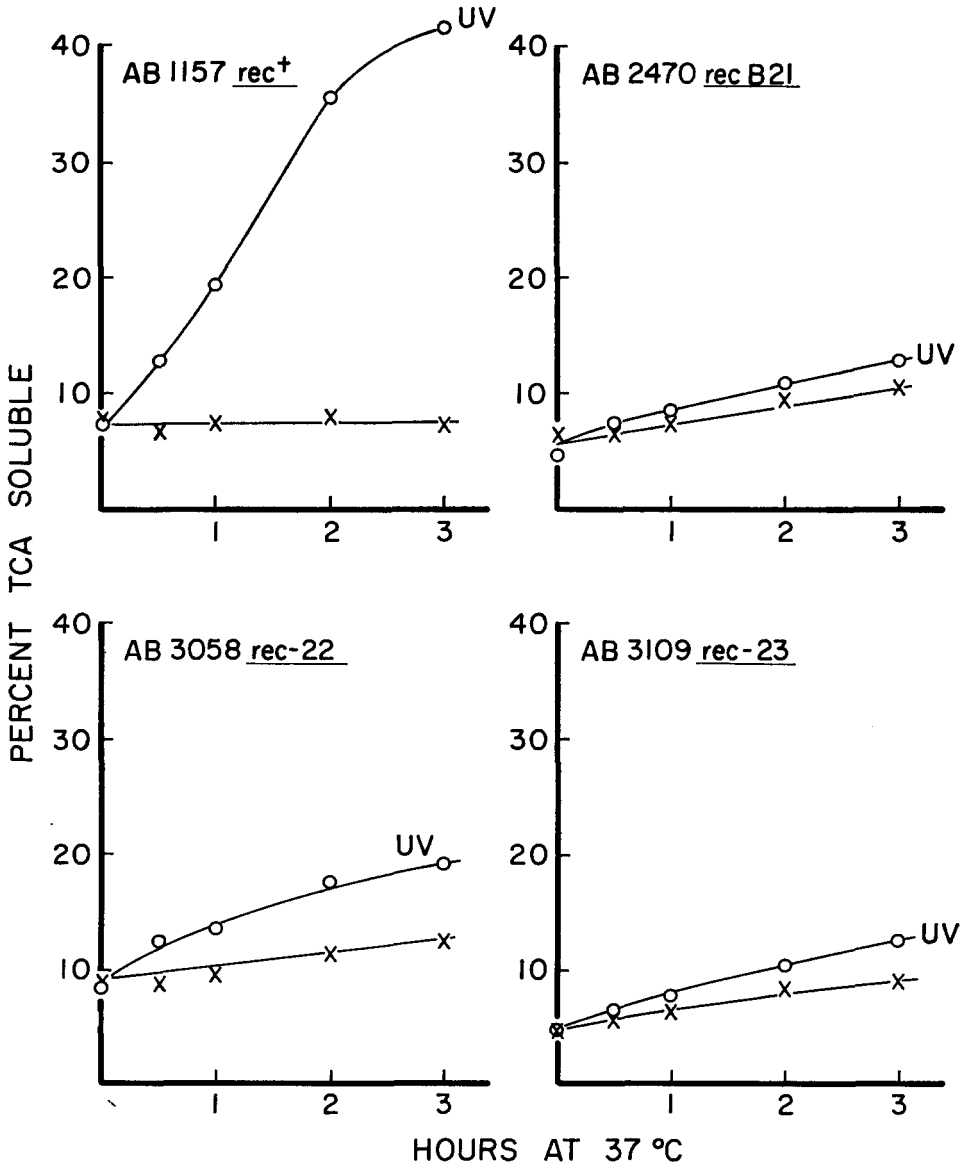 UV
AB 1157 rec+
40
30
20
10
1 2 3
AB 2470 rec B21
40
30
20
10
UV
1 2 3
PERCENT TCA SOLUBLE
AB 3058 rec-22
40
30
20
10
UV
1 2 3
AB 3109 rec-23
40
30
20
10
UV
1 2 3
HOURS AT 37 °C